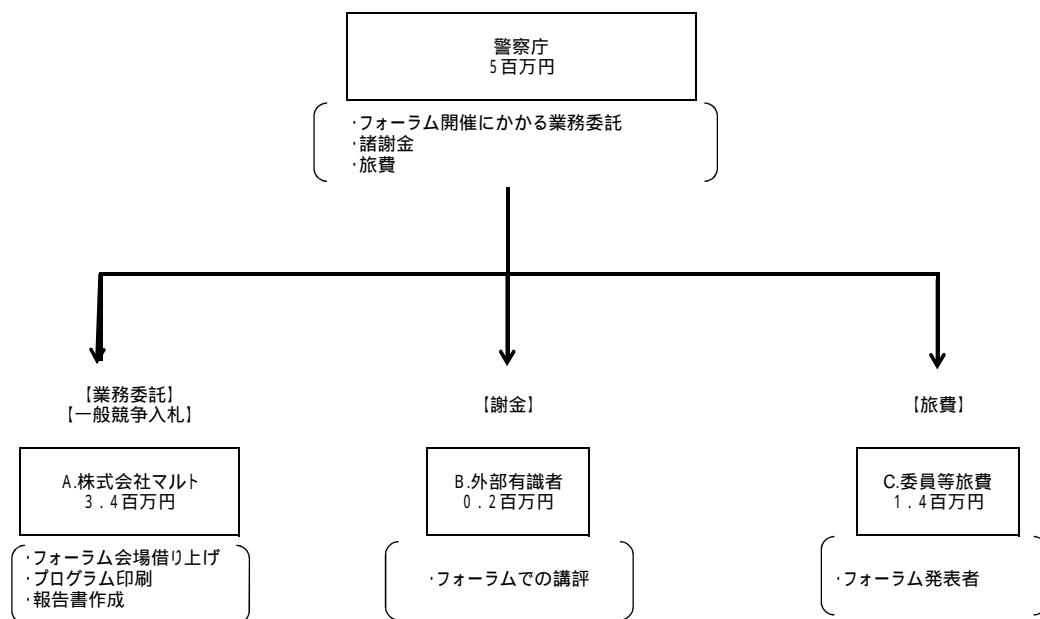 警察庁
5百万円
・フォーラム開催にかかる業務委託
・諸謝金
・旅費
【業務委託】
【一般競争入札】
【謝金】
【旅費】
A.株式会社マルト
3.4百万円
B.外部有識者
0.2百万円
C.委員等旅費
1.4百万円
・フォーラム会場借り上げ
・プログラム印刷
・報告書作成
・フォーラムでの講評
・フォーラム発表者